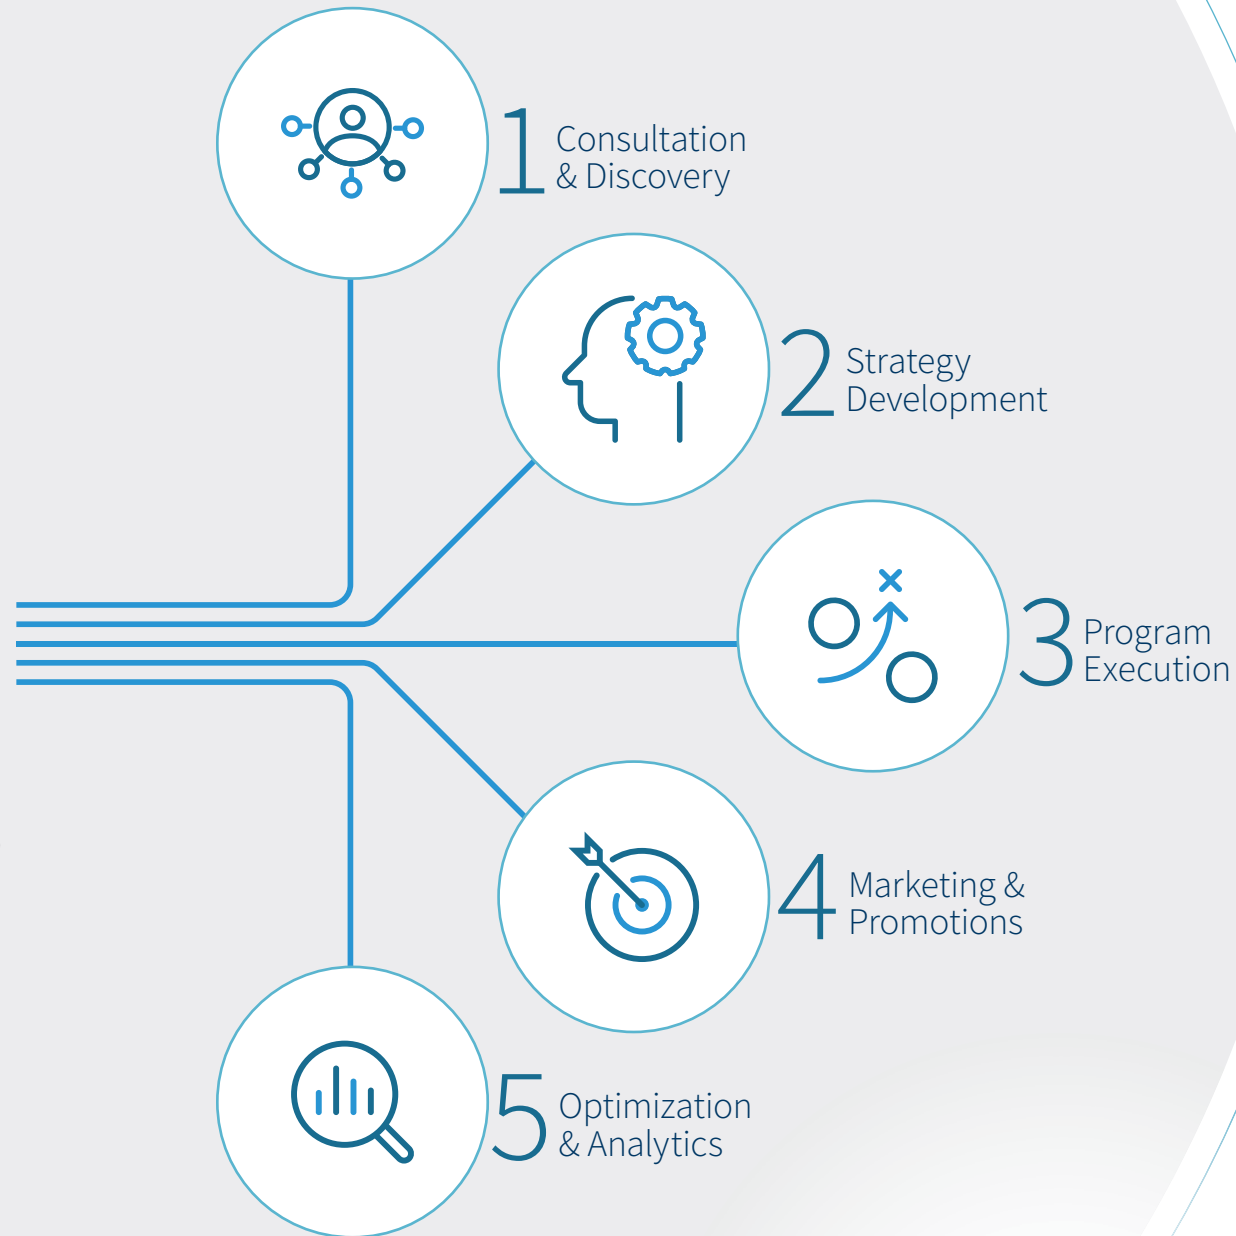 1 Consultation
& Discovery
2 Strategy
Development
3 Program
Execution
4 Marketing &
Promotions
5 Optimization
& Analytics